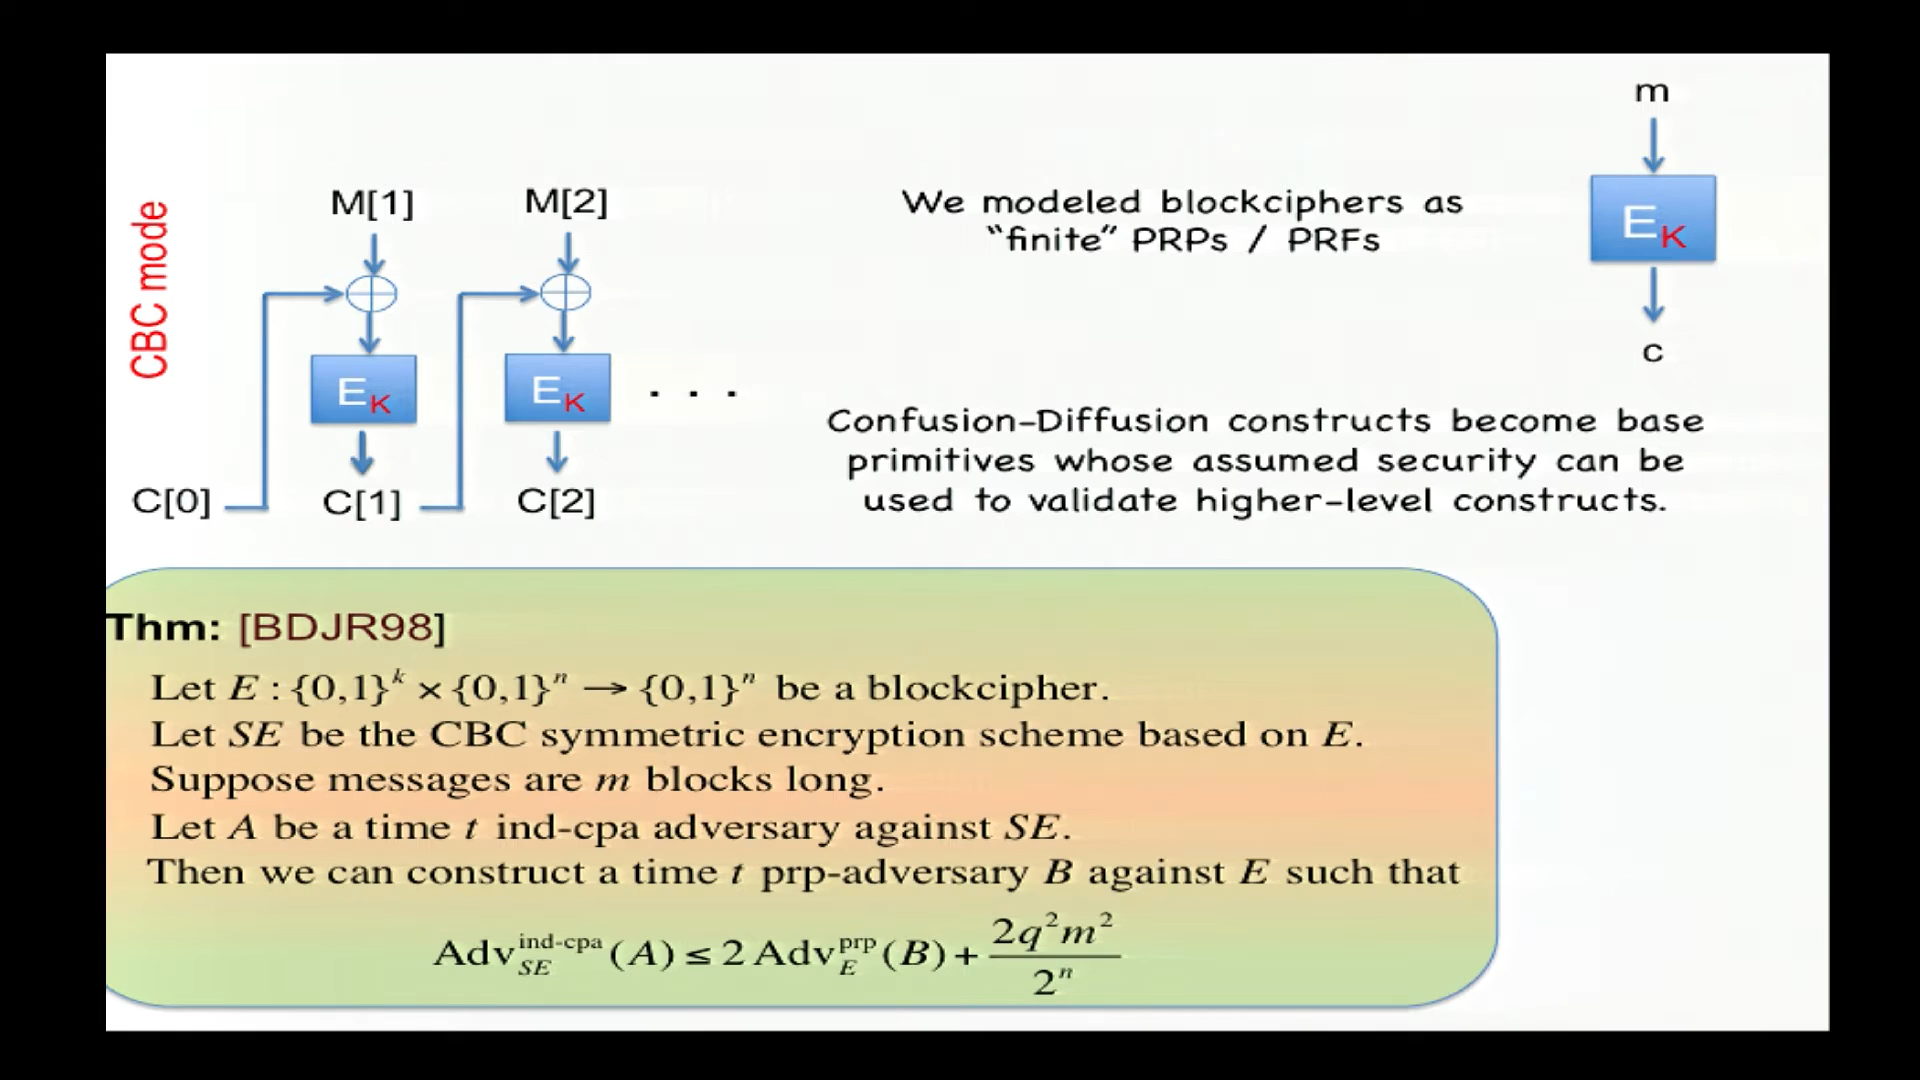 CBC mode
M[1]
M[2]
E_K
E_K
. . .
C[0]
C[1]
C[2]
We modeled blockciphers as
“finite” PRPs / PRFs
m
E_K
c
Confusion-Diffusion constructs become base
primitives whose assumed security can be
used to validate higher-level constructs.
Thm: [BDJR98]
Let E : {0,1}^k × {0,1}^n → {0,1}^n be a blockcipher.
Let SE be the CBC symmetric encryption scheme based on E.
Suppose messages are m blocks long.
Let A be a time t ind-cpa adversary against SE.
Then we can construct a time t prp-adversary B against E such that
Adv_SE^ind-cpa (A) ≤ 2 Adv_E^prp (B) + 2q²m² / 2^n